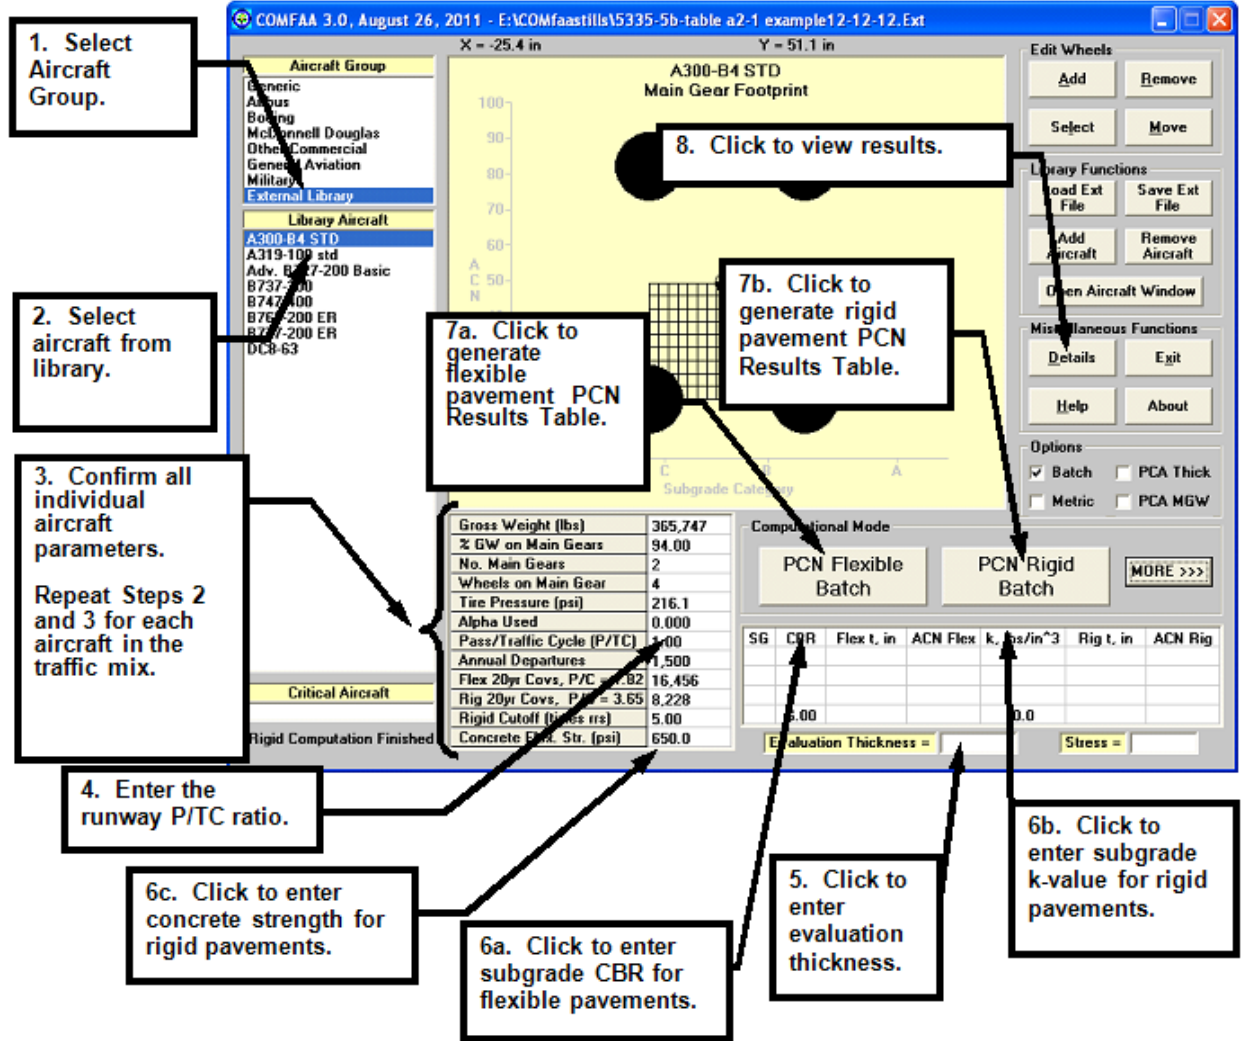 COMFAA 3.0, August 26, 2011 - E:\COMfaastills\5335-5b-table a2-1 example12-12-12.Ext
X = -25.4 in
Y = 51.1 in
1. Select
Aircraft
Group.
Aircraft Group
Generic
Airbus
Boeing
McDonnell Douglas
Other Commercial
General Aviation
Military
External Library
Library Aircraft
A300-B4 STD
A319-100 std
Adv. B727-200 Basic
B737-300
B747-400
B767-200 ER
B777-200 ER
DC8-63
2. Select
aircraft from
library.
A300-B4 STD
Main Gear Footprint
100-
90-
80-
70-
60-
50-
A
C
N
C
B
A
Subgrade Category
8. Click to view results.
7a. Click to
generate
flexible
pavement PCN
Results Table.
7b. Click to
generate rigid
pavement PCN
Results Table.
Edit Wheels
Add
Remove
Select
Move
Library Functions
Load Ext
File
Save Ext
File
Add
Aircraft
Remove
Aircraft
Open Aircraft Window
Miscellaneous Functions
Details
Exit
Help
About
Options
Batch
PCA Thick
Metric
PCA MGW
3. Confirm all
individual
aircraft
parameters.
Repeat Steps 2
and 3 for each
aircraft in the
traffic mix.
Critical Aircraft
Rigid Computation Finished
Gross Weight (lbs) 365,747
% GW on Main Gears 94.00
No. Main Gears 2
Wheels on Main Gear 4
Tire Pressure (psi) 216.1
Alpha Used 0.000
Pass/Traffic Cycle (P/TC) 1.00
Annual Departures 1,500
Flex 20yr Covs, P/C = 1.82 16,456
Rig 20yr Covs, P/C = 3.65 8,228
Rigid Cutoff (times rrs) 5.00
Concrete Flex. Str. (psi) 650.0
Computational Mode
PCN Flexible
Batch
PCN Rigid
Batch
MORE >>>
SG CBR Flex t, in ACN Flex k, lbs/in^3 Rig t, in ACN Rig
Evaluation Thickness =
Stress =
4. Enter the
runway P/TC ratio.
6c. Click to enter
concrete strength for
rigid pavements.
6a. Click to enter
subgrade CBR for
flexible pavements.
5. Click to
enter
evaluation
thickness.
6b. Click to
enter subgrade
k-value for rigid
pavements.